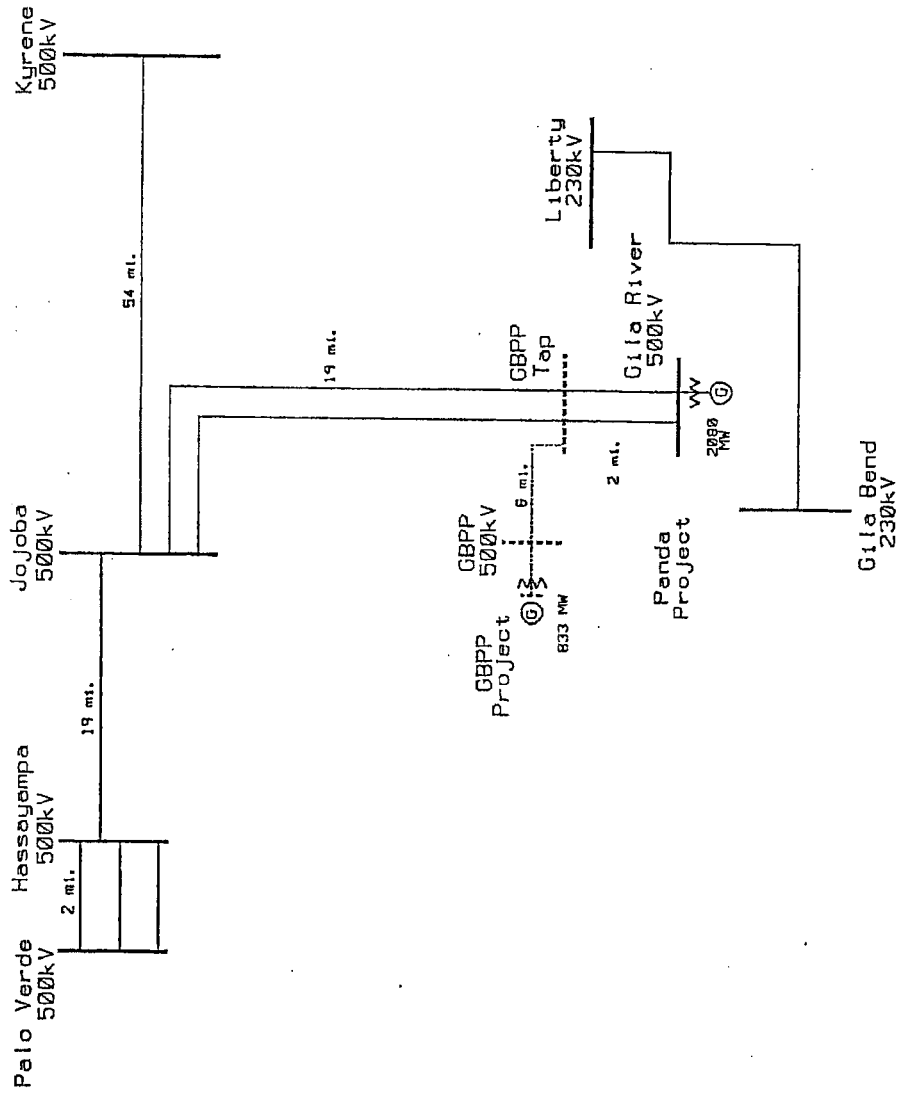 Palo Verde
500kV
Hassayampa
500kV
Jojoba
500kV
Kyrene
500kV
2 mi.
19 mi.
54 mi.
19 mi.
GBPP
Tap
Liberty
230kV
GBPP
500kV
6 mi.
GBPP
Project
G
833 MW
2 mi.
Gila River
500kV
G
2080
MW
Panda
Project
Gila Bend
230kV